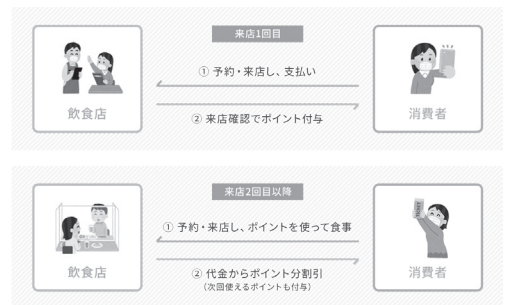 来店1回目
① 予約・来店し、支払い
② 来店確認でポイント付与
飲食店
消費者
来店2回目以降
① 予約・来店し、ポイントを使って食事
② 代金からポイント分割引
(次回使えるポイントも付与)
飲食店
消費者